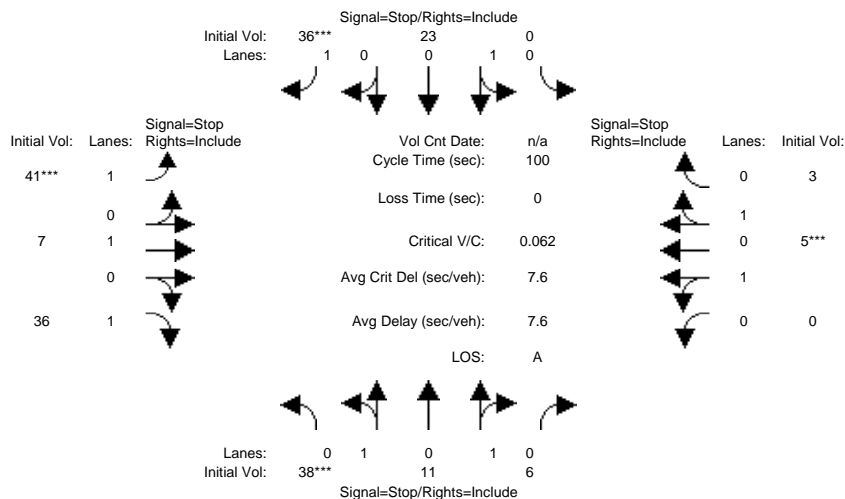 Signal=Stop/Rights=Include
Initial Vol: 36*** 23 0
Lanes: 1 0 0 1 0
Signal=Stop
Initial Vol: Lanes: Rights=Include
Vol Cnt Date: n/a
Signal=Stop
Rights=Include Lanes: Initial Vol:
Cycle Time (sec): 100
41*** 1
0 3
Loss Time (sec): 0
0
1
7 1
Critical V/C: 0.062
0 5***
0
Avg Crit Del (sec/veh): 7.6
1
36 1
Avg Delay (sec/veh): 7.6
0 0
LOS: A
Lanes: 0 1 0 1 0
Initial Vol: 38*** 11 6
Signal=Stop/Rights=Include